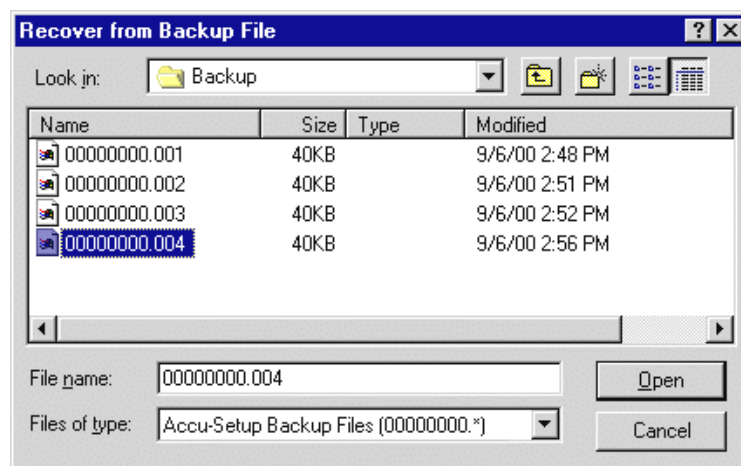 Recover from Backup File
Look in: Backup
Name Size Type Modified
00000000.001 40KB 9/6/00 2:48 PM
00000000.002 40KB 9/6/00 2:51 PM
00000000.003 40KB 9/6/00 2:52 PM
00000000.004 40KB 9/6/00 2:56 PM
File name: 00000000.004 Open
Files of type: Accu-Setup Backup Files (00000000.*) Cancel